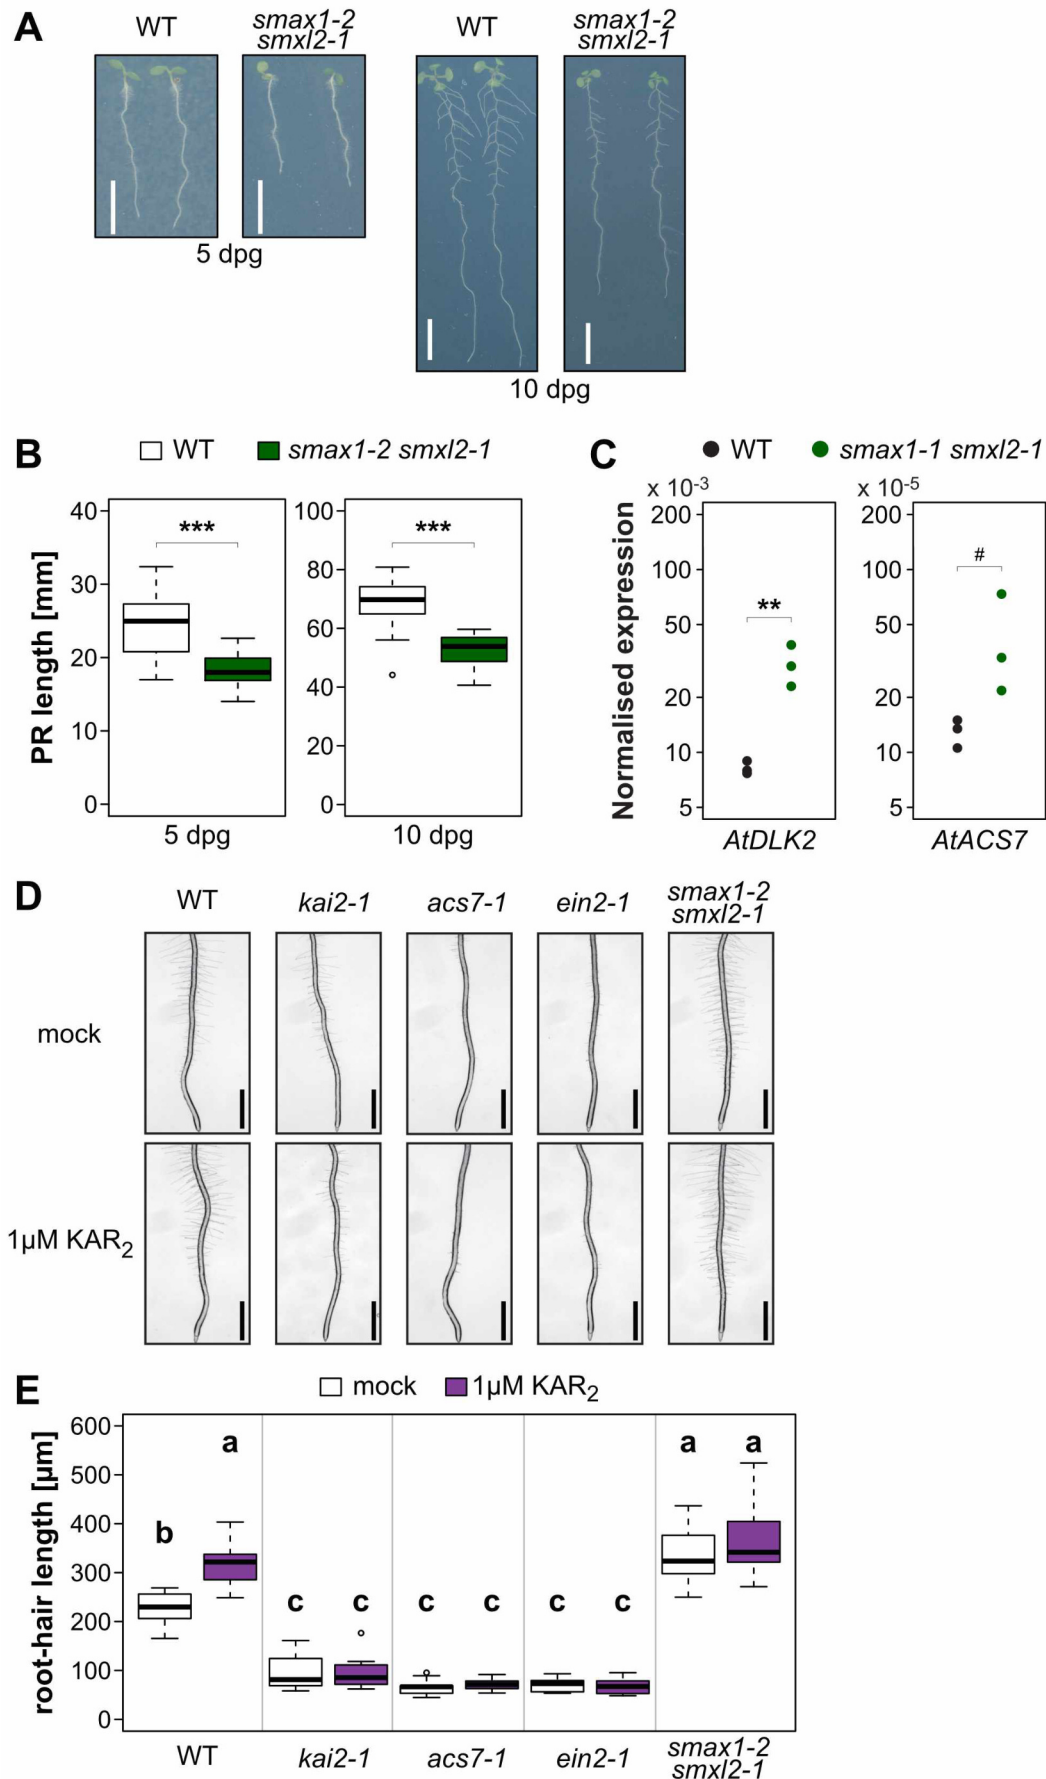 A
WT
smax1-2
smxl2-1
WT
smax1-2
smxl2-1
5 dpg
10 dpg
B
WT
smax1-2 smxl2-1
PR length [mm]
40
30
20
10
0
***
5 dpg
100
80
60
40
20
0
***
10 dpg
C
WT
smax1-1 smxl2-1
Normalised expression
x 10-3
200
100
50
20
10
5
**
AtDLK2
x 10-5
200
100
50
20
10
5
#
AtACS7
D
WT
kai2-1
acs7-1
ein2-1
smax1-2
smxl2-1
mock
1µM KAR2
E
mock
1µM KAR2
root-hair length [µm]
600
500
400
300
200
100
0
b
a
c
c
c
c
c
c
a
a
WT
kai2-1
acs7-1
ein2-1
smax1-2
smxl2-1